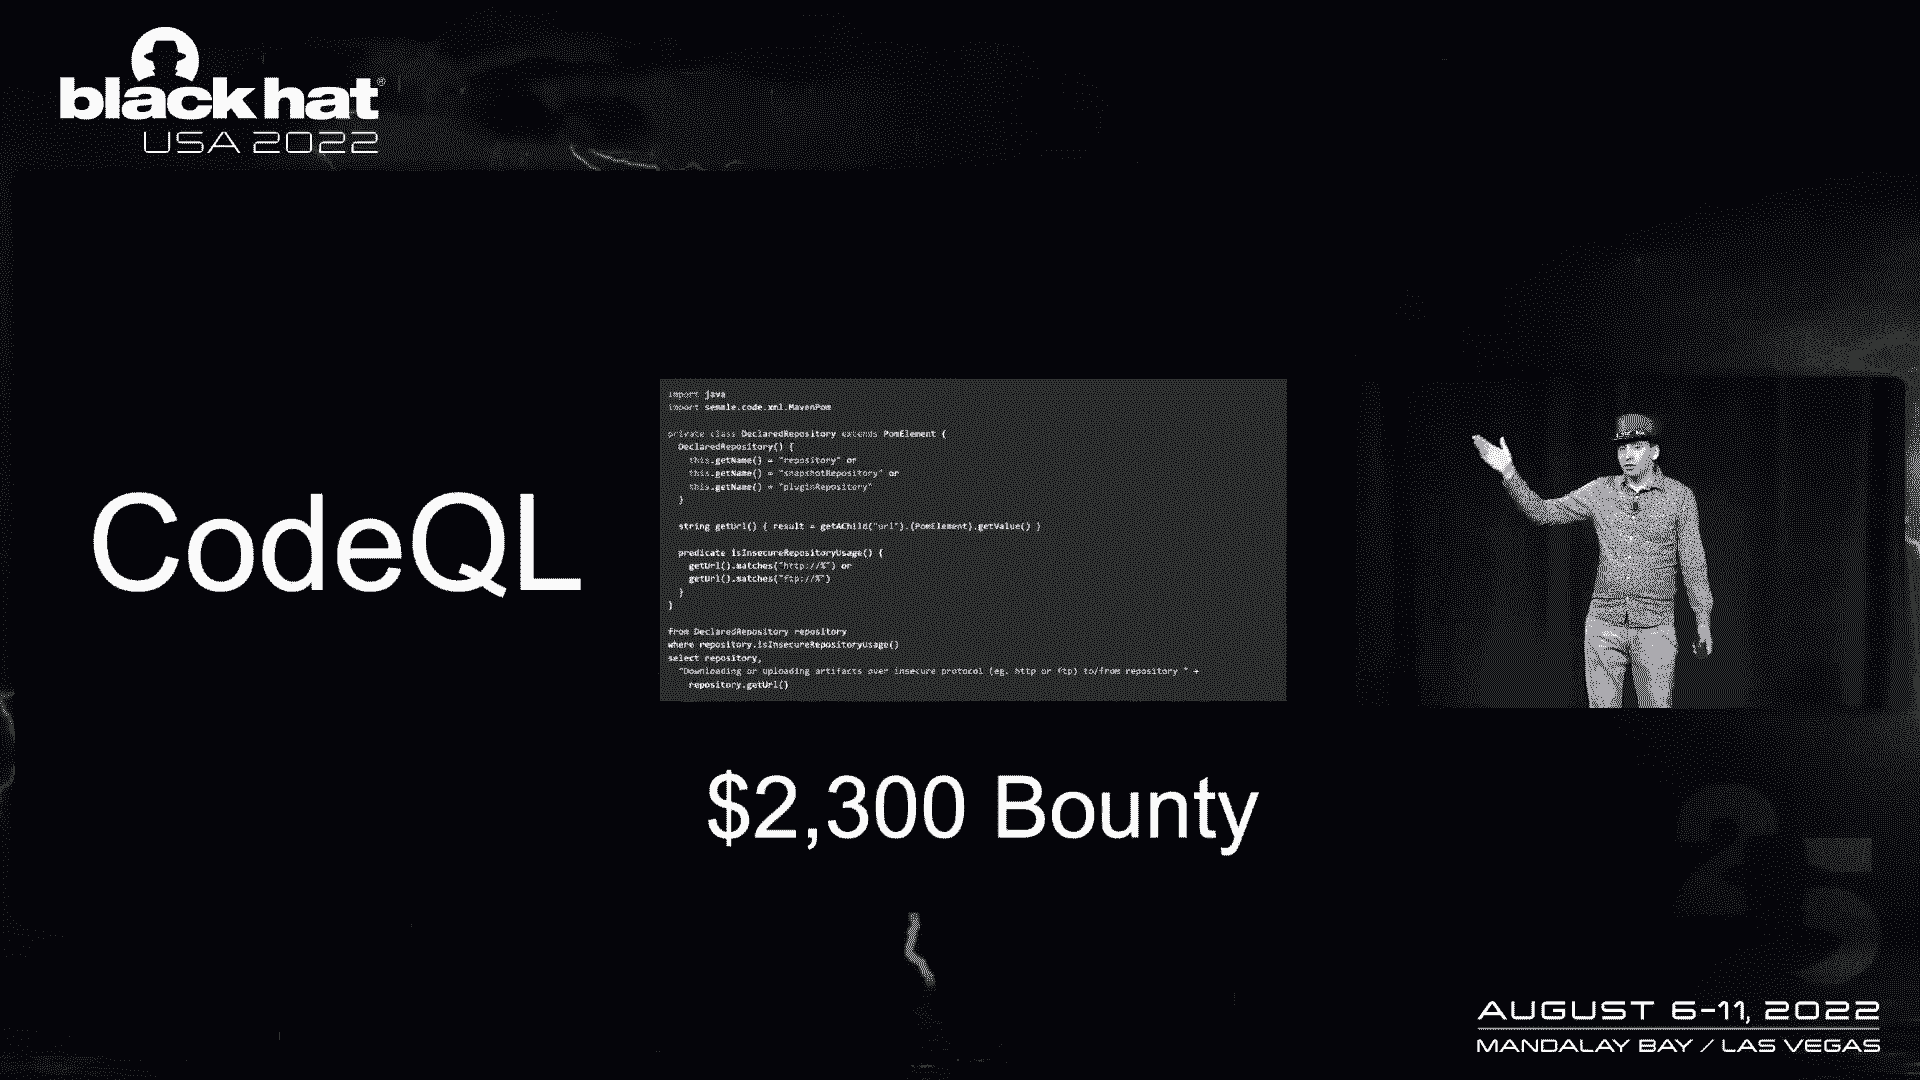 black hat®
USA 2022
CodeQL
import java
import semmle.code.xml.MavenPom
private class DeclaredRepository extends PomElement {
DeclaredRepository() {
this.getName() = "repository" or
this.getName() = "snapshotRepository" or
this.getName() = "pluginRepository"
}
string getUrl() { result = getAChild("url").(PomElement).getValue() }
predicate isInsecureRepositoryUsage() {
getUrl().matches("http://%") or
getUrl().matches("ftp://%")
}
}
from DeclaredRepository repository
where repository.isInsecureRepositoryUsage()
select repository,
"Downloading or uploading artifacts over insecure protocol (eg. http or ftp) to/from repository " +
repository.getUrl()
$2,300 Bounty
25
AUGUST 6-11, 2022
MANDALAY BAY / LAS VEGAS